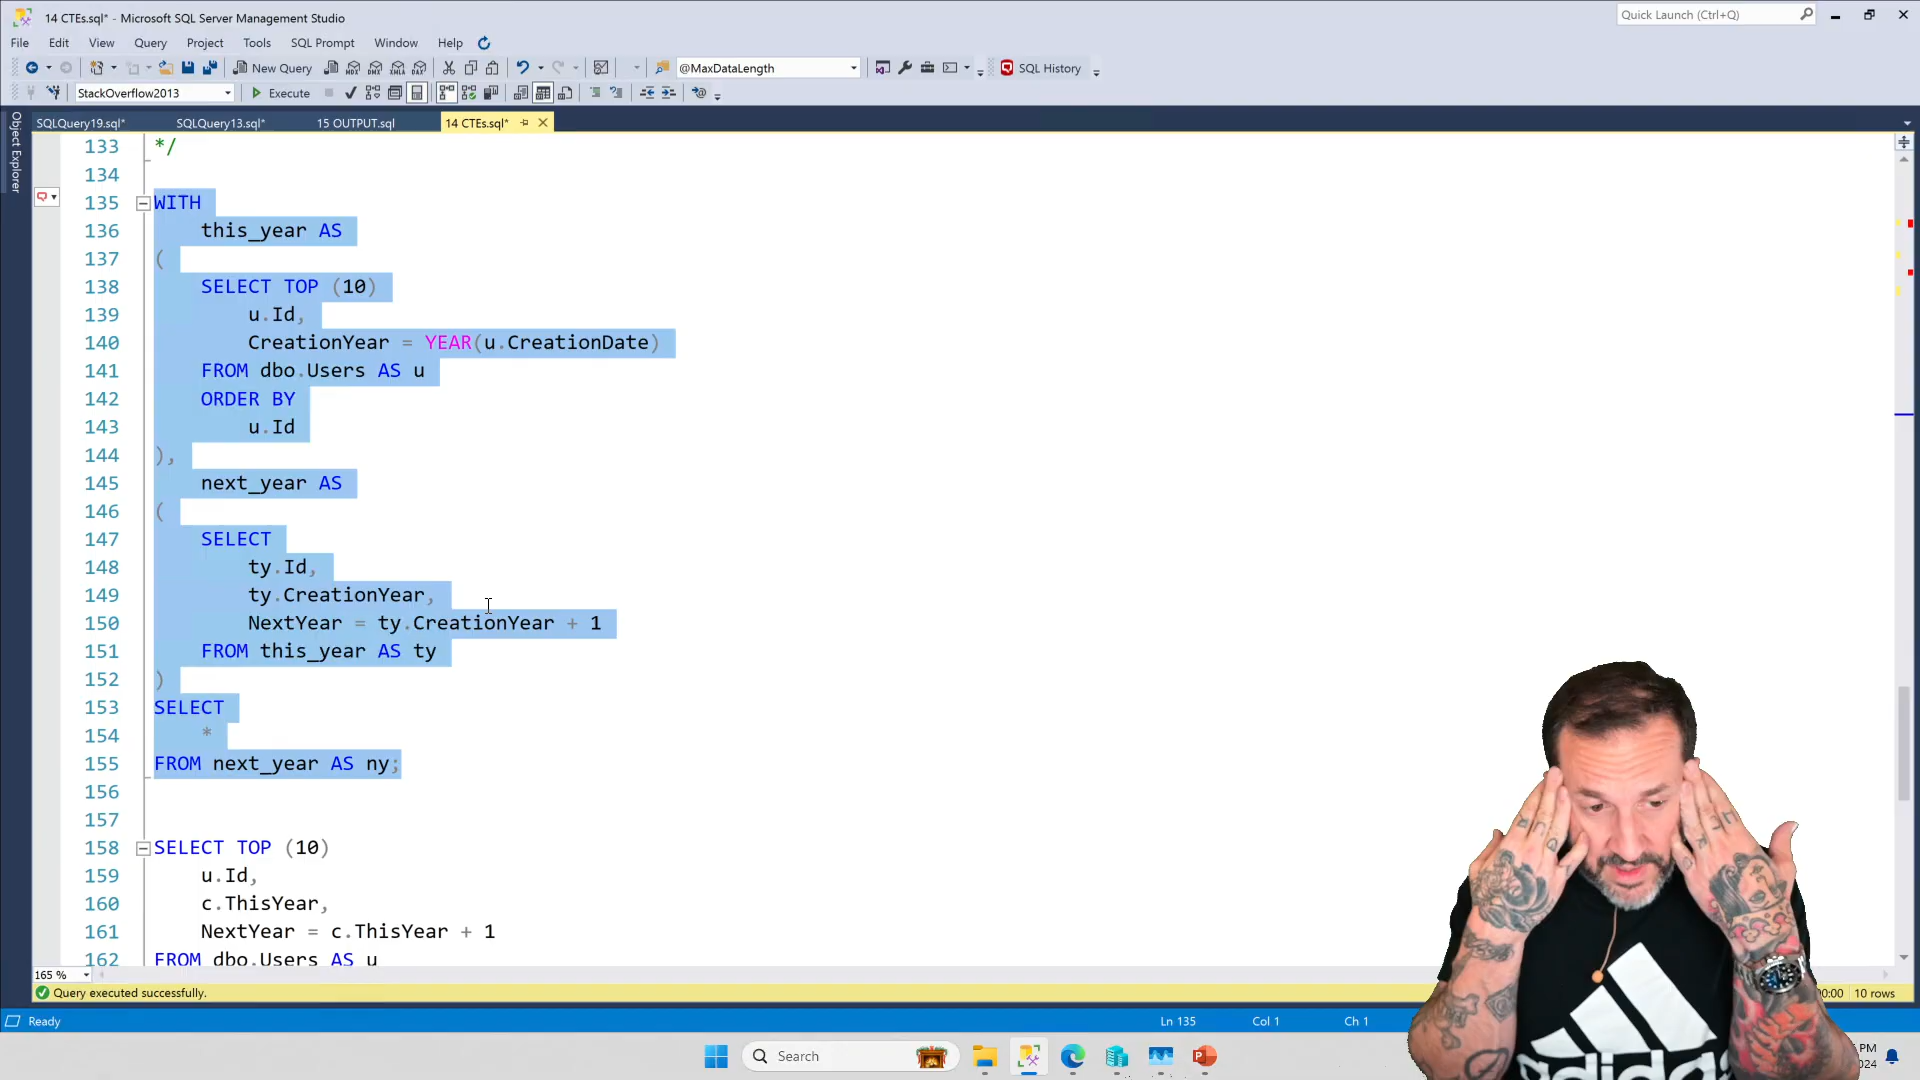 14 CTEs.sql* - Microsoft SQL Server Management Studio
Quick Launch (Ctrl+Q)
File Edit View Query Project Tools SQL Prompt Window Help
New Query @MaxDataLength SQL History
StackOverflow2013 Execute
SQLQuery19.sql* SQLQuery13.sql* 15 OUTPUT.sql 14 CTEs.sql*
Object Explorer
133 */
134
135 WITH
136 this_year AS
137 (
138 SELECT TOP (10)
139 u.Id,
140 CreationYear = YEAR(u.CreationDate)
141 FROM dbo.Users AS u
142 ORDER BY
143 u.Id
144 ),
145 next_year AS
146 (
147 SELECT
148 ty.Id,
149 ty.CreationYear,
150 NextYear = ty.CreationYear + 1
151 FROM this_year AS ty
152 )
153 SELECT
154 *
155 FROM next_year AS ny;
156
157
158 SELECT TOP (10)
159 u.Id,
160 c.ThisYear,
161 NextYear = c.ThisYear + 1
162 FROM dbo.Users AS u
165 %
Query executed successfully. 10 rows
Ready Ln 135 Col 1 Ch 1
Search
PM
adidas